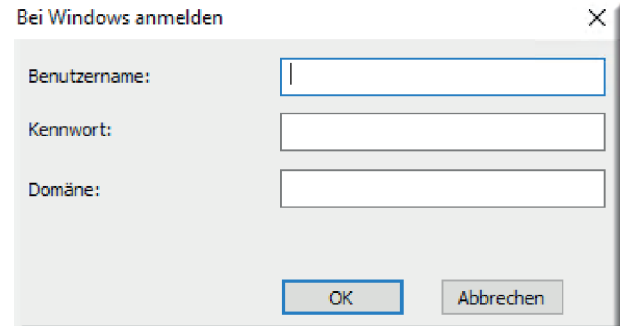 Bei Windows anmelden
Benutzername:
Kennwort:
Domäne:
OK Abbrechen